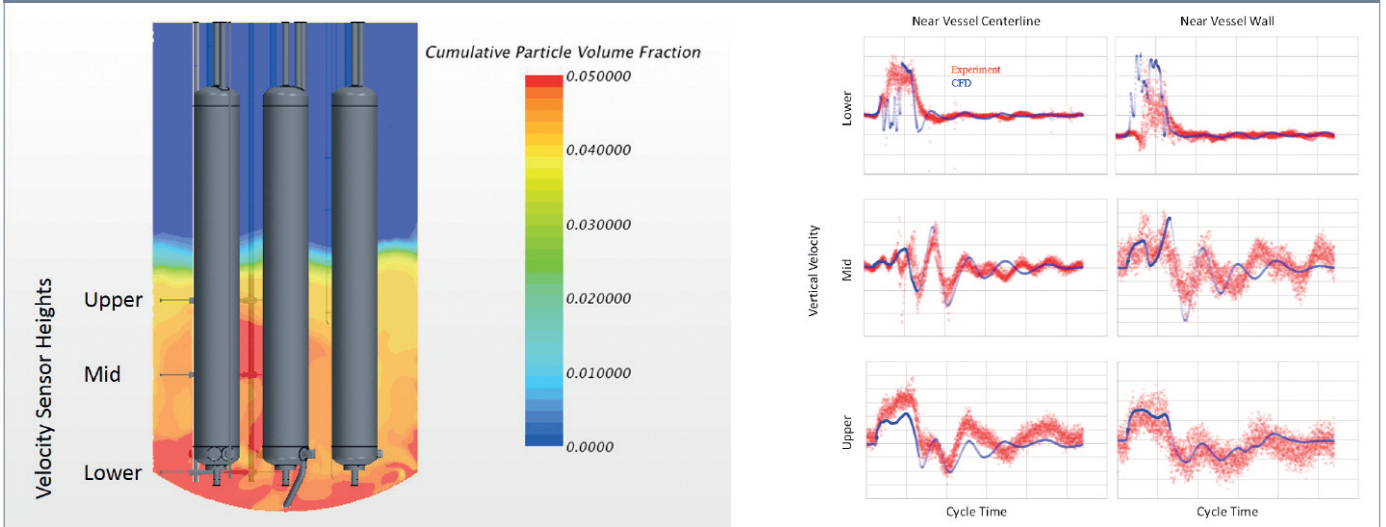 Cumulative Particle Volume Fraction
0.050000
0.040000
0.030000
0.020000
0.010000
0.0000
Velocity Sensor Heights
Upper
Mid
Lower
Near Vessel Centerline
Near Vessel Wall
Experiment
CFD
Vertical Velocity
Lower
Mid
Upper
Cycle Time
Cycle Time